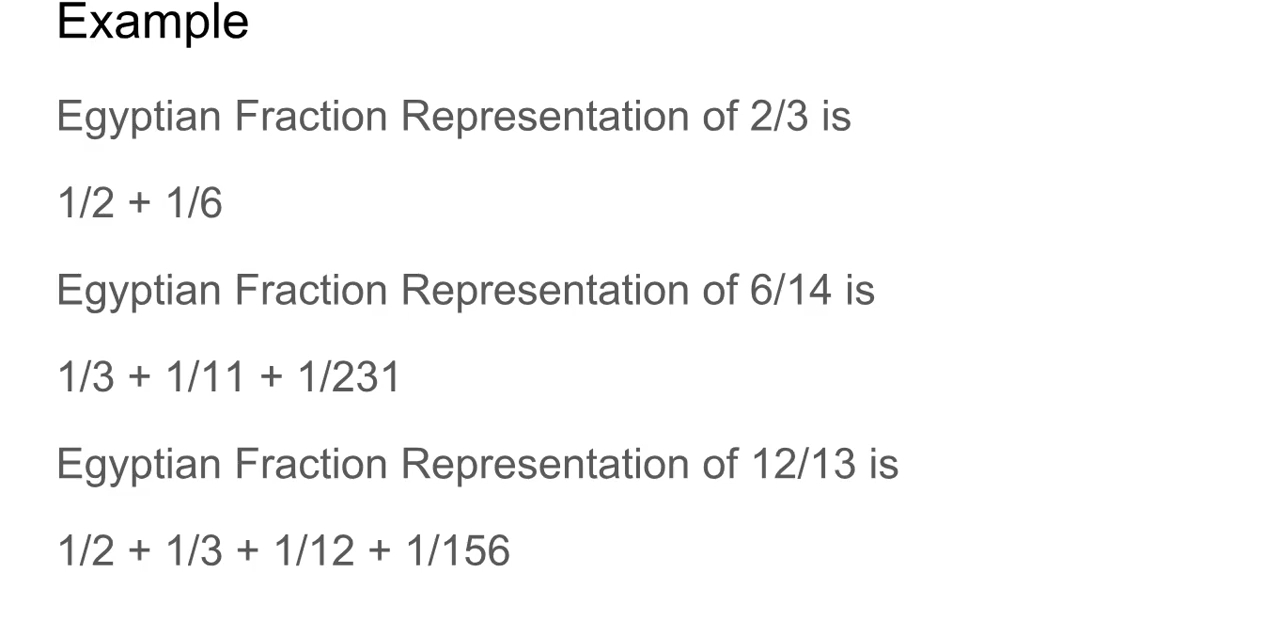 Example
Egyptian Fraction Representation of 2/3 is
1/2 + 1/6
Egyptian Fraction Representation of 6/14 is
1/3 + 1/11 + 1/231
Egyptian Fraction Representation of 12/13 is
1/2 + 1/3 + 1/12 + 1/156